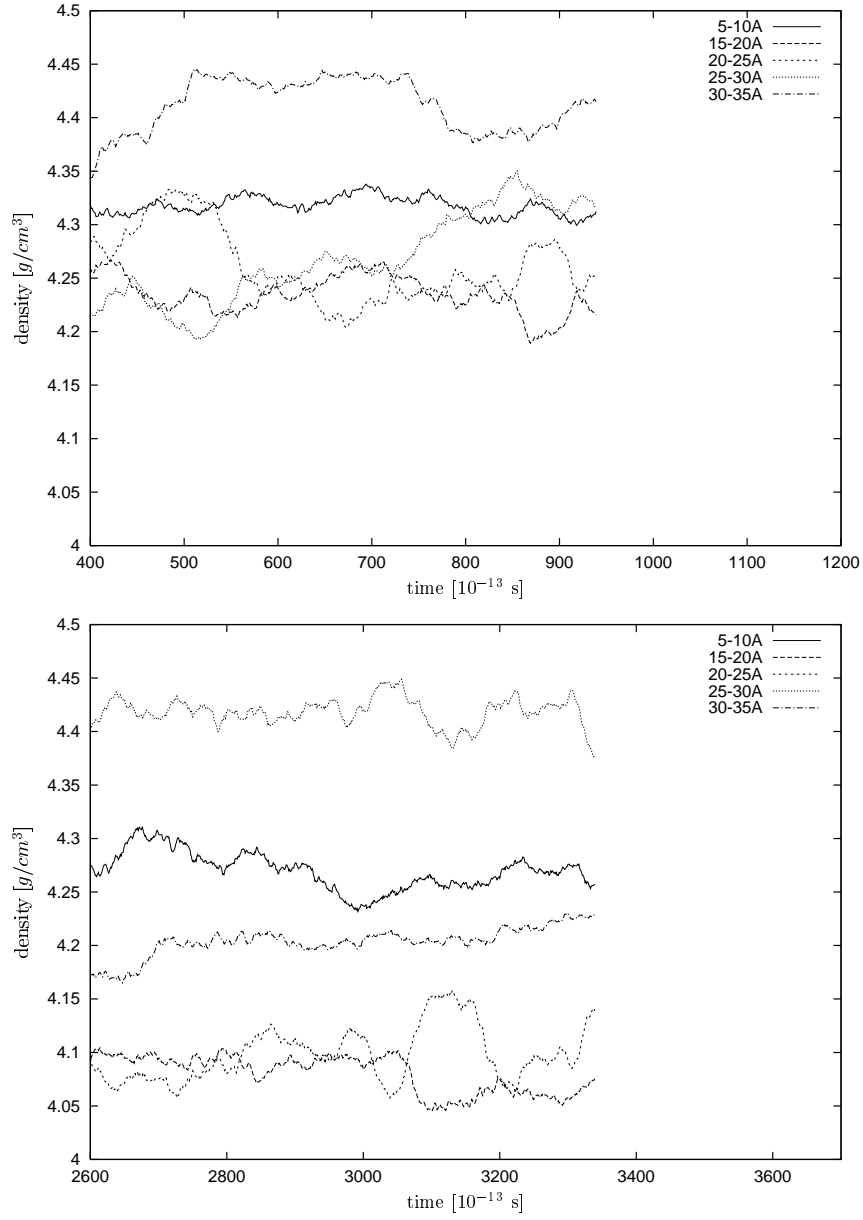 4.5
4.45
4.4
4.35
4.3
4.25
4.2
4.15
4.1
4.05
4
400 500 600 700 800 900 1000 1100 1200
density [g/cm³]
time [10⁻¹³ s]
5-10A
15-20A
20-25A
25-30A
30-35A
4.5
4.45
4.4
4.35
4.3
4.25
4.2
4.15
4.1
4.05
4
2600 2800 3000 3200 3400 3600
density [g/cm³]
time [10⁻¹³ s]
5-10A
15-20A
20-25A
25-30A
30-35A